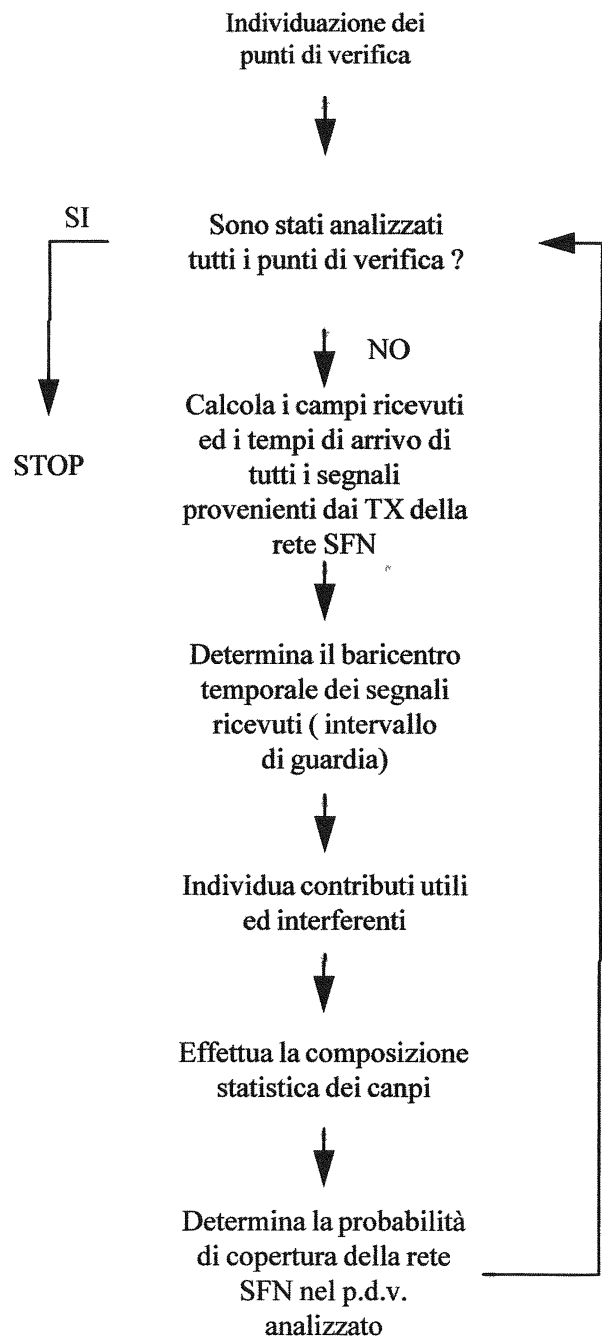 Individuazione dei
punti di verifica
SI
Sono stati analizzati
tutti i punti di verifica ?
NO
Calcola i campi ricevuti
ed i tempi di arrivo di
tutti i segnali
provenienti dai TX della
rete SFN
STOP
Determina il baricentro
temporale dei segnali
ricevuti ( intervallo
di guardia)
Individua contributi utili
ed interferenti
Effettua la composizione
statistica dei canpi
Determina la probabilità
di copertura della rete
SFN nel p.d.v.
analizzato